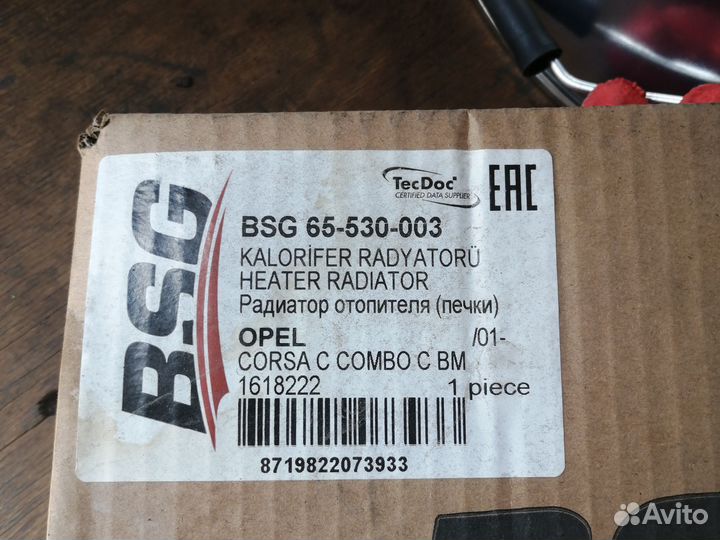 BSG
TecDoc
CERTIFIED DATA SUPPLIER
EAC
BSG 65-530-003
KALORİFER RADYATORÜ
HEATER RADIATOR
Радиатор отопителя (печки)
OPEL /01-
CORSA C COMBO C BM
1618222 1 piece
8719822073933
Avito